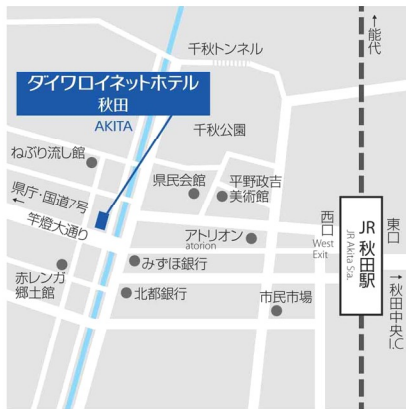 ↑能代
千秋トンネル
ダイワロイネットホテル
秋田
AKITA
千秋公園
ねぶり流し館
県民会館
平野政吉
美術館
県庁・国道7号
←
竿燈大通り
西口
West
Exit
JR秋田駅
JR Akita Sta.
東口
アトリオン
atorion
みずほ銀行
赤レンガ
郷土館
北都銀行
市民市場
→秋田中央
I.C